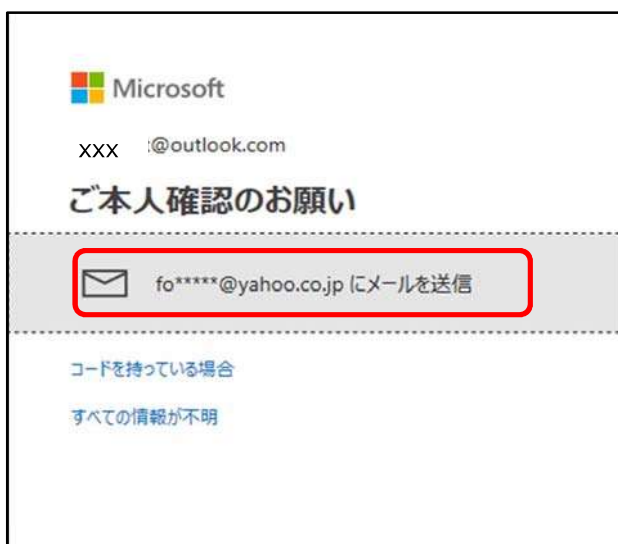 Microsoft
xxx :@outlook.com
ご本人確認のお願い
fo*****@yahoo.co.jp にメールを送信
コードを持っている場合
すべての情報が不明